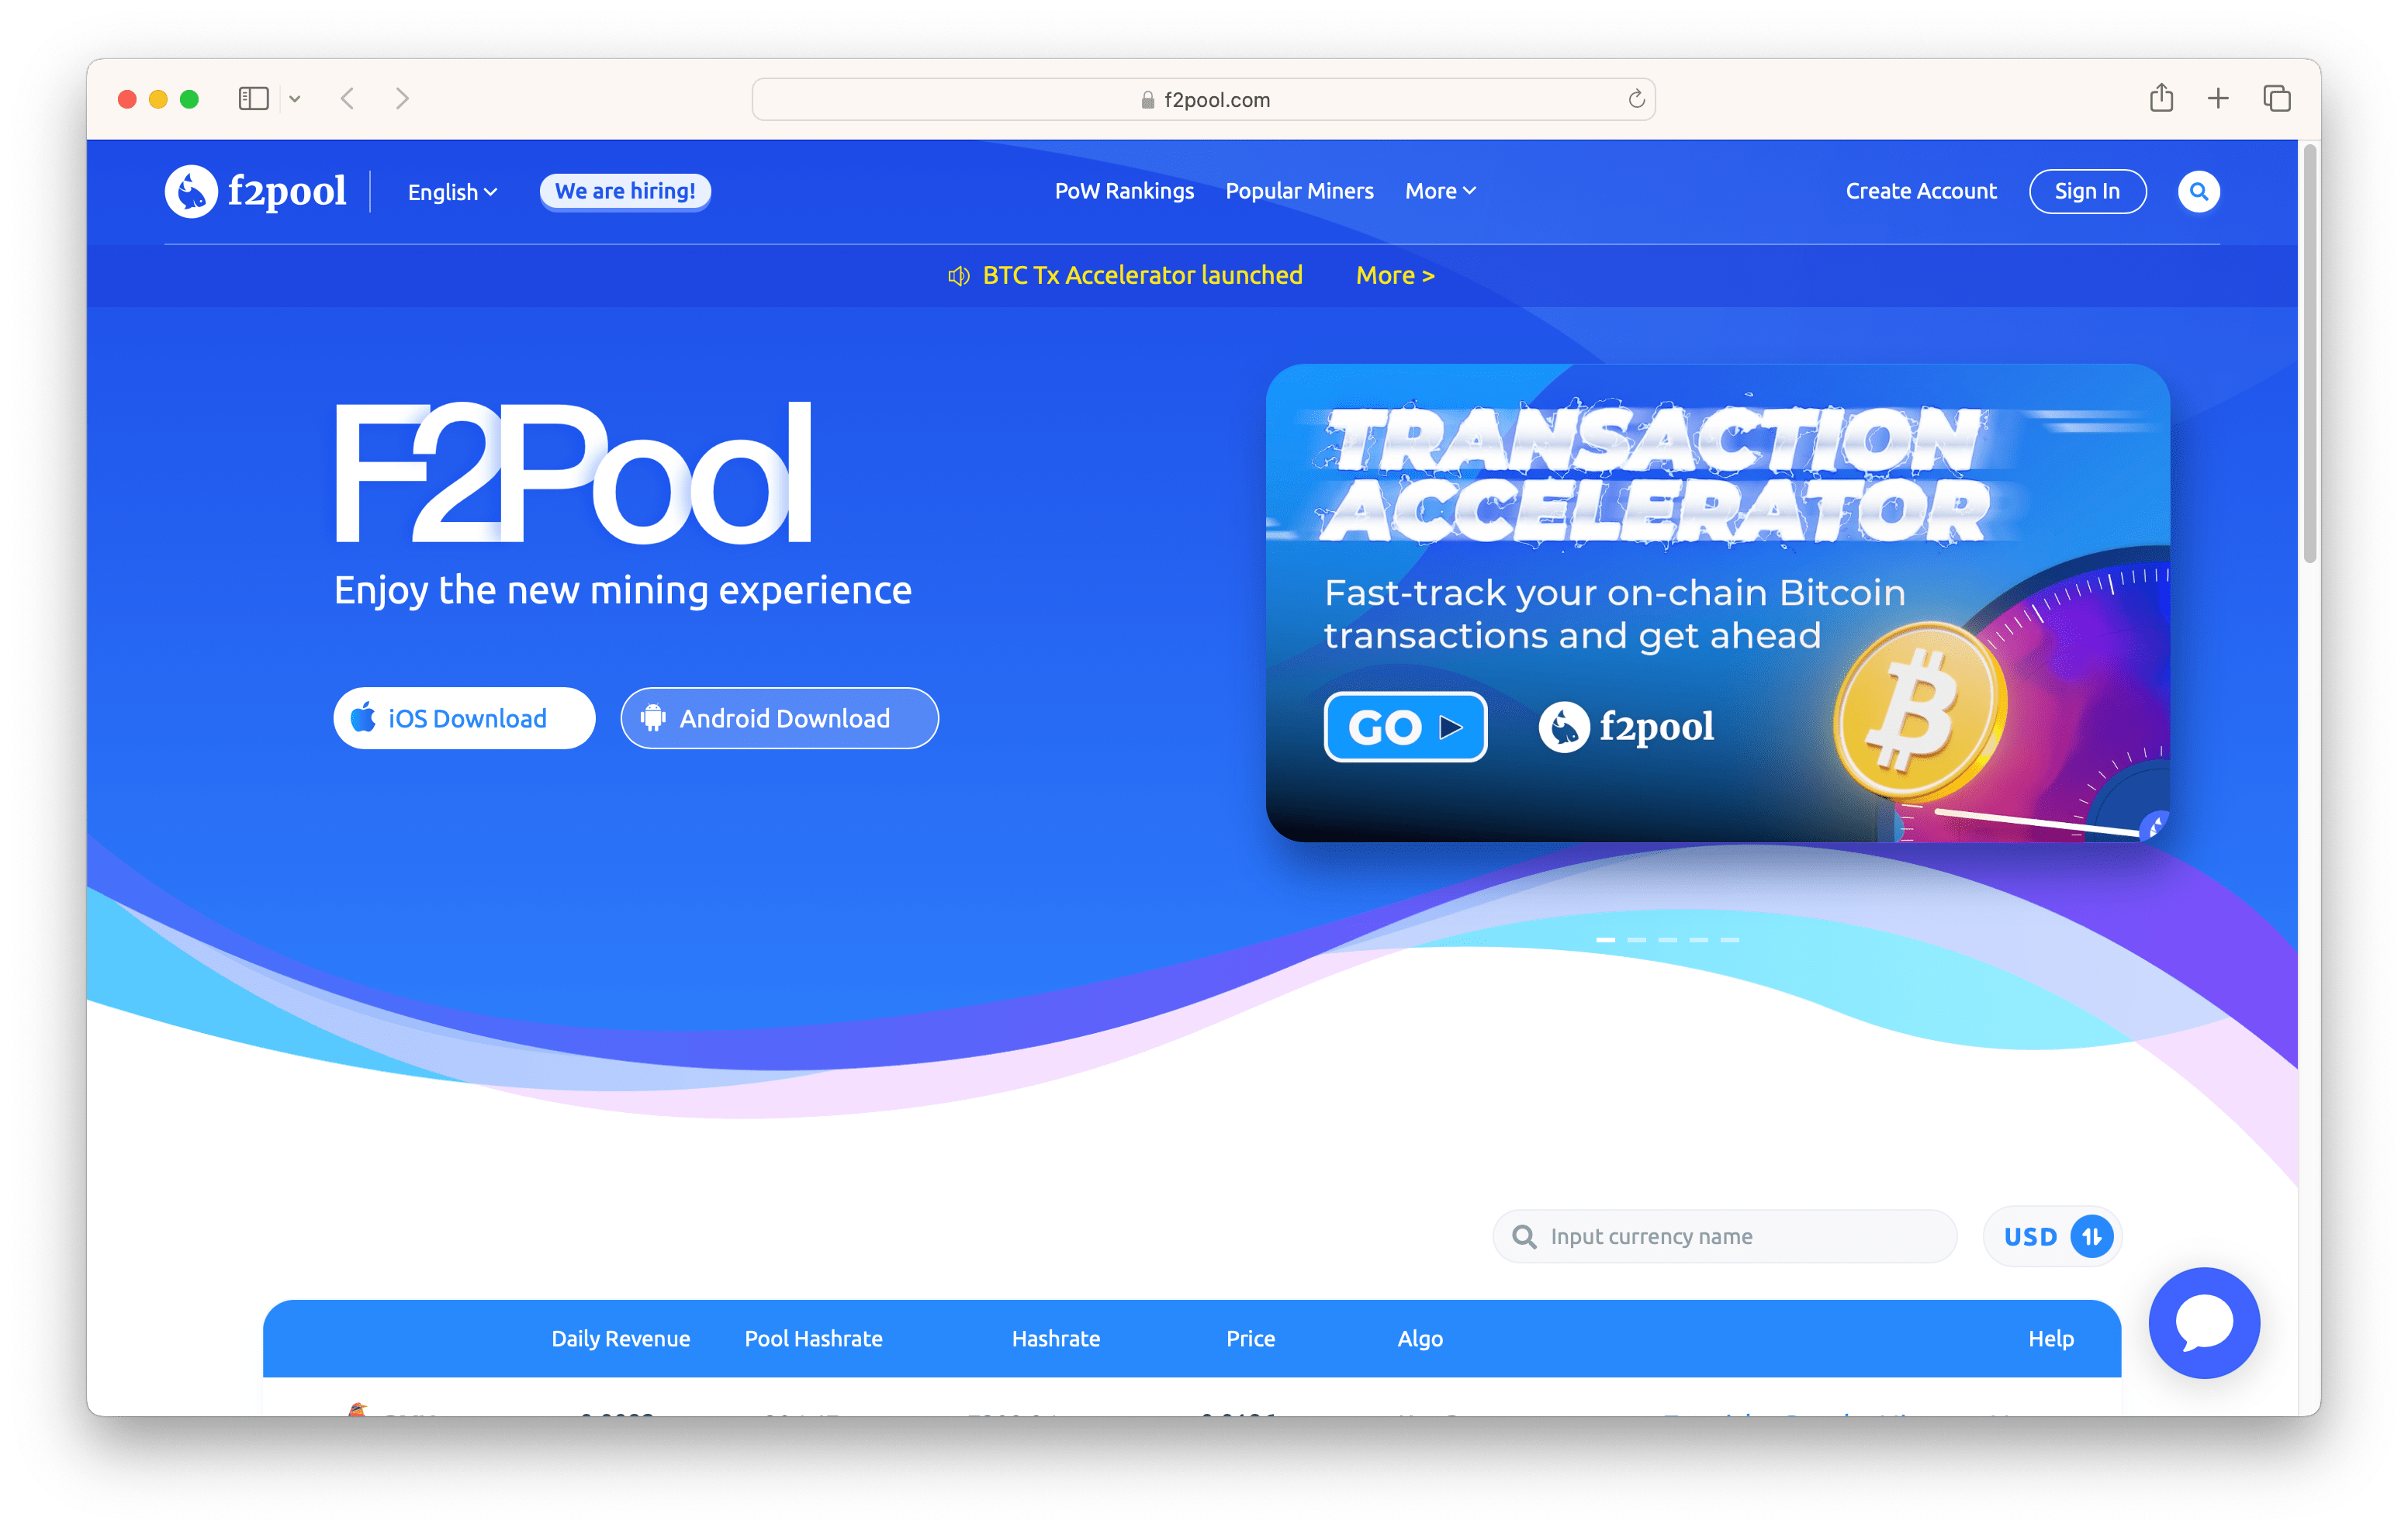 f2pool.com
f2pool
English
We are hiring!
PoW Rankings
Popular Miners
More
Create Account
Sign In
BTC Tx Accelerator launched
More >
F2Pool
Enjoy the new mining experience
iOS Download
Android Download
TRANSACTION
ACCELERATOR
Fast-track your on-chain Bitcoin
transactions and get ahead
GO
f2pool
Input currency name
USD
Daily Revenue
Pool Hashrate
Hashrate
Price
Algo
Help